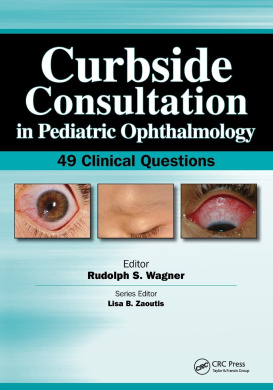 Curbside
Consultation
in Pediatric Ophthalmology
49 Clinical Questions
Editor
Rudolph S. Wagner
Series Editor
Lisa B. Zaoutis
CRC Press
Taylor & Francis Group